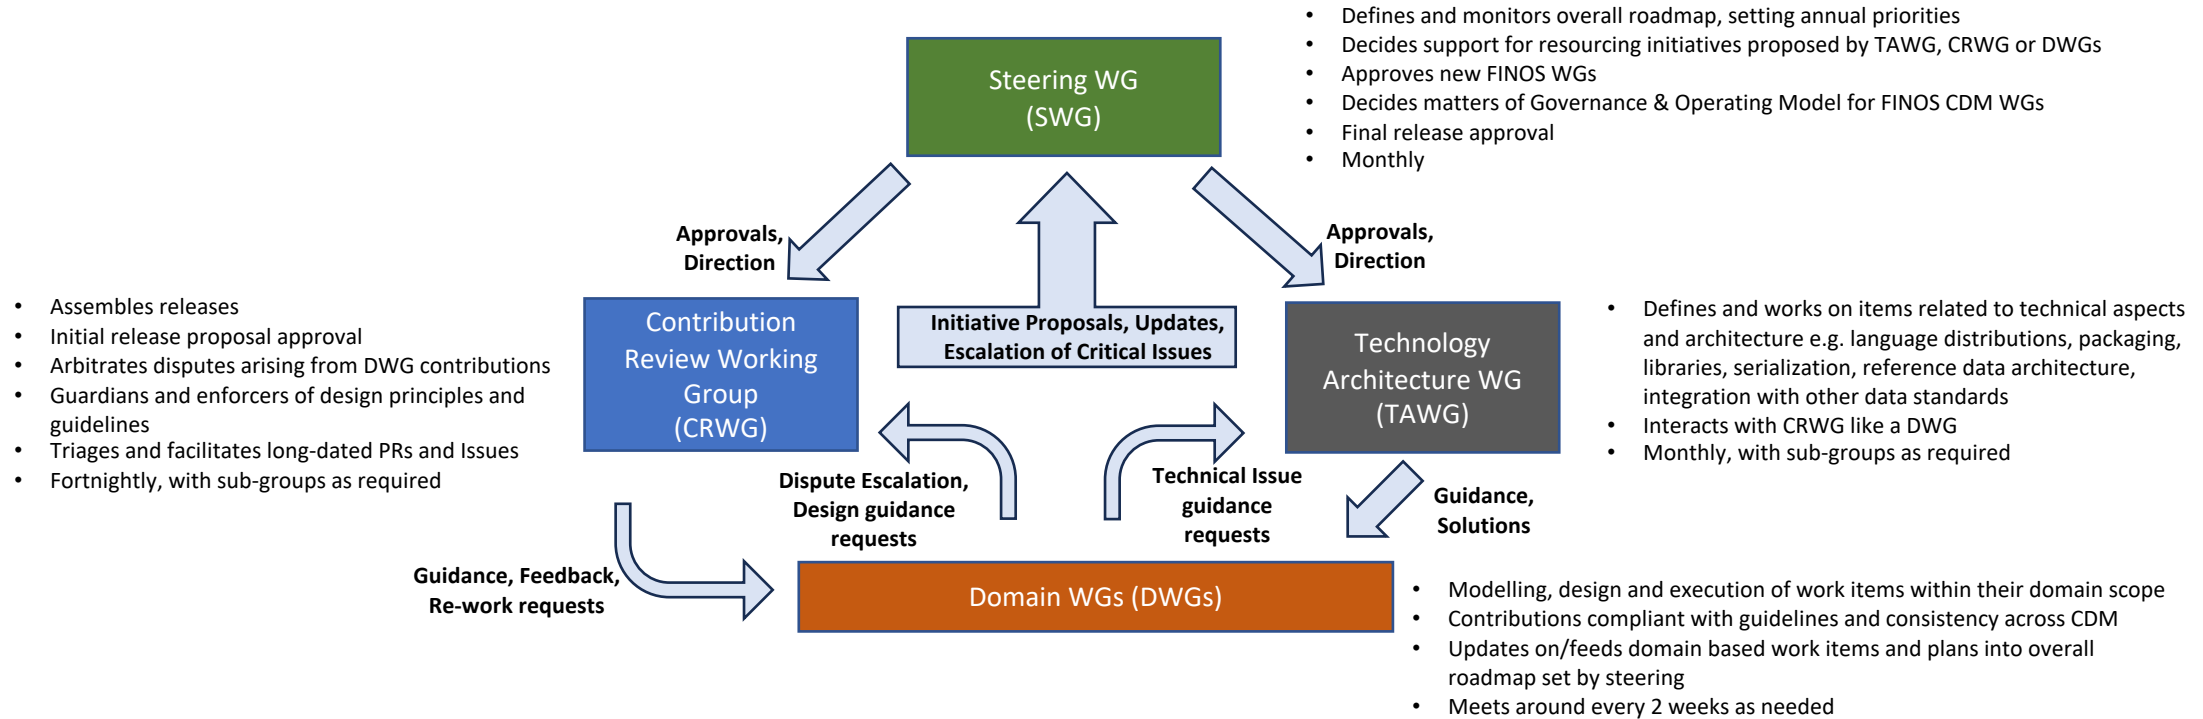 • Defines and monitors overall roadmap, setting annual priorities
• Decides support for resourcing initiatives proposed by TAWG, CRWG or DWGs
• Approves new FINOS WGs
• Decides matters of Governance & Operating Model for FINOS CDM WGs
• Final release approval
• Monthly
Steering WG
(SWG)
Approvals,
Direction
Approvals,
Direction
• Assembles releases
• Initial release proposal approval
• Arbitrates disputes arising from DWG contributions
• Guardians and enforcers of design principles and
guidelines
• Triages and facilitates long-dated PRs and Issues
• Fortnightly, with sub-groups as required
Contribution
Review Working
Group
(CRWG)
Initiative Proposals, Updates,
Escalation of Critical Issues
Technology
Architecture WG
(TAWG)
• Defines and works on items related to technical aspects
and architecture e.g. language distributions, packaging,
libraries, serialization, reference data architecture,
integration with other data standards
• Interacts with CRWG like a DWG
• Monthly, with sub-groups as required
Dispute Escalation,
Design guidance
requests
Technical Issue
guidance
requests
Guidance,
Solutions
Guidance, Feedback,
Re-work requests
Domain WGs (DWGs)
• Modelling, design and execution of work items within their domain scope
• Contributions compliant with guidelines and consistency across CDM
• Updates on/feeds domain based work items and plans into overall
roadmap set by steering
• Meets around every 2 weeks as needed